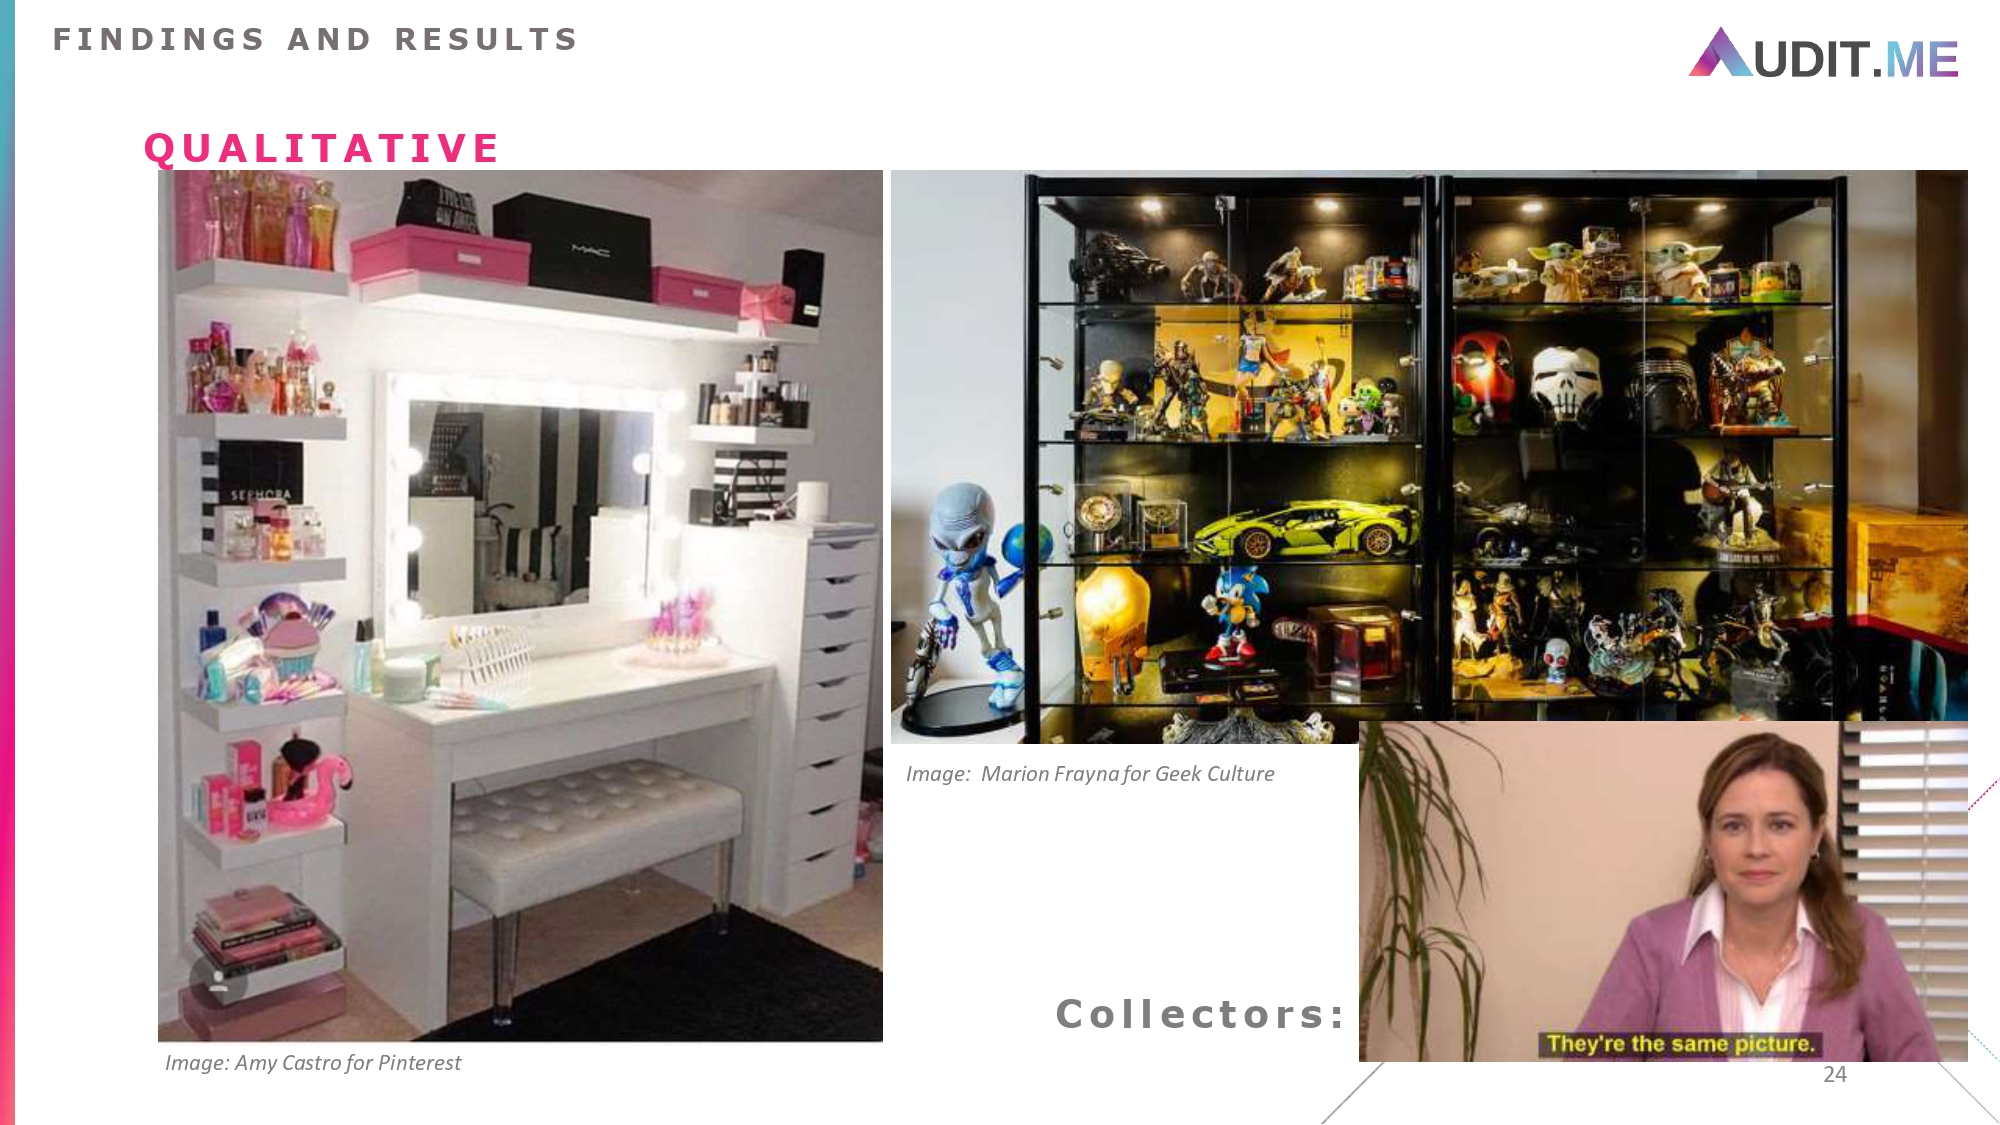 FINDINGS AND RESULTS
AUDIT.ME
QUALITATIVE
MAC
SEPHORA
Image: Marion Frayna for Geek Culture
Collectors:
They're the same picture.
Image: Amy Castro for Pinterest
24